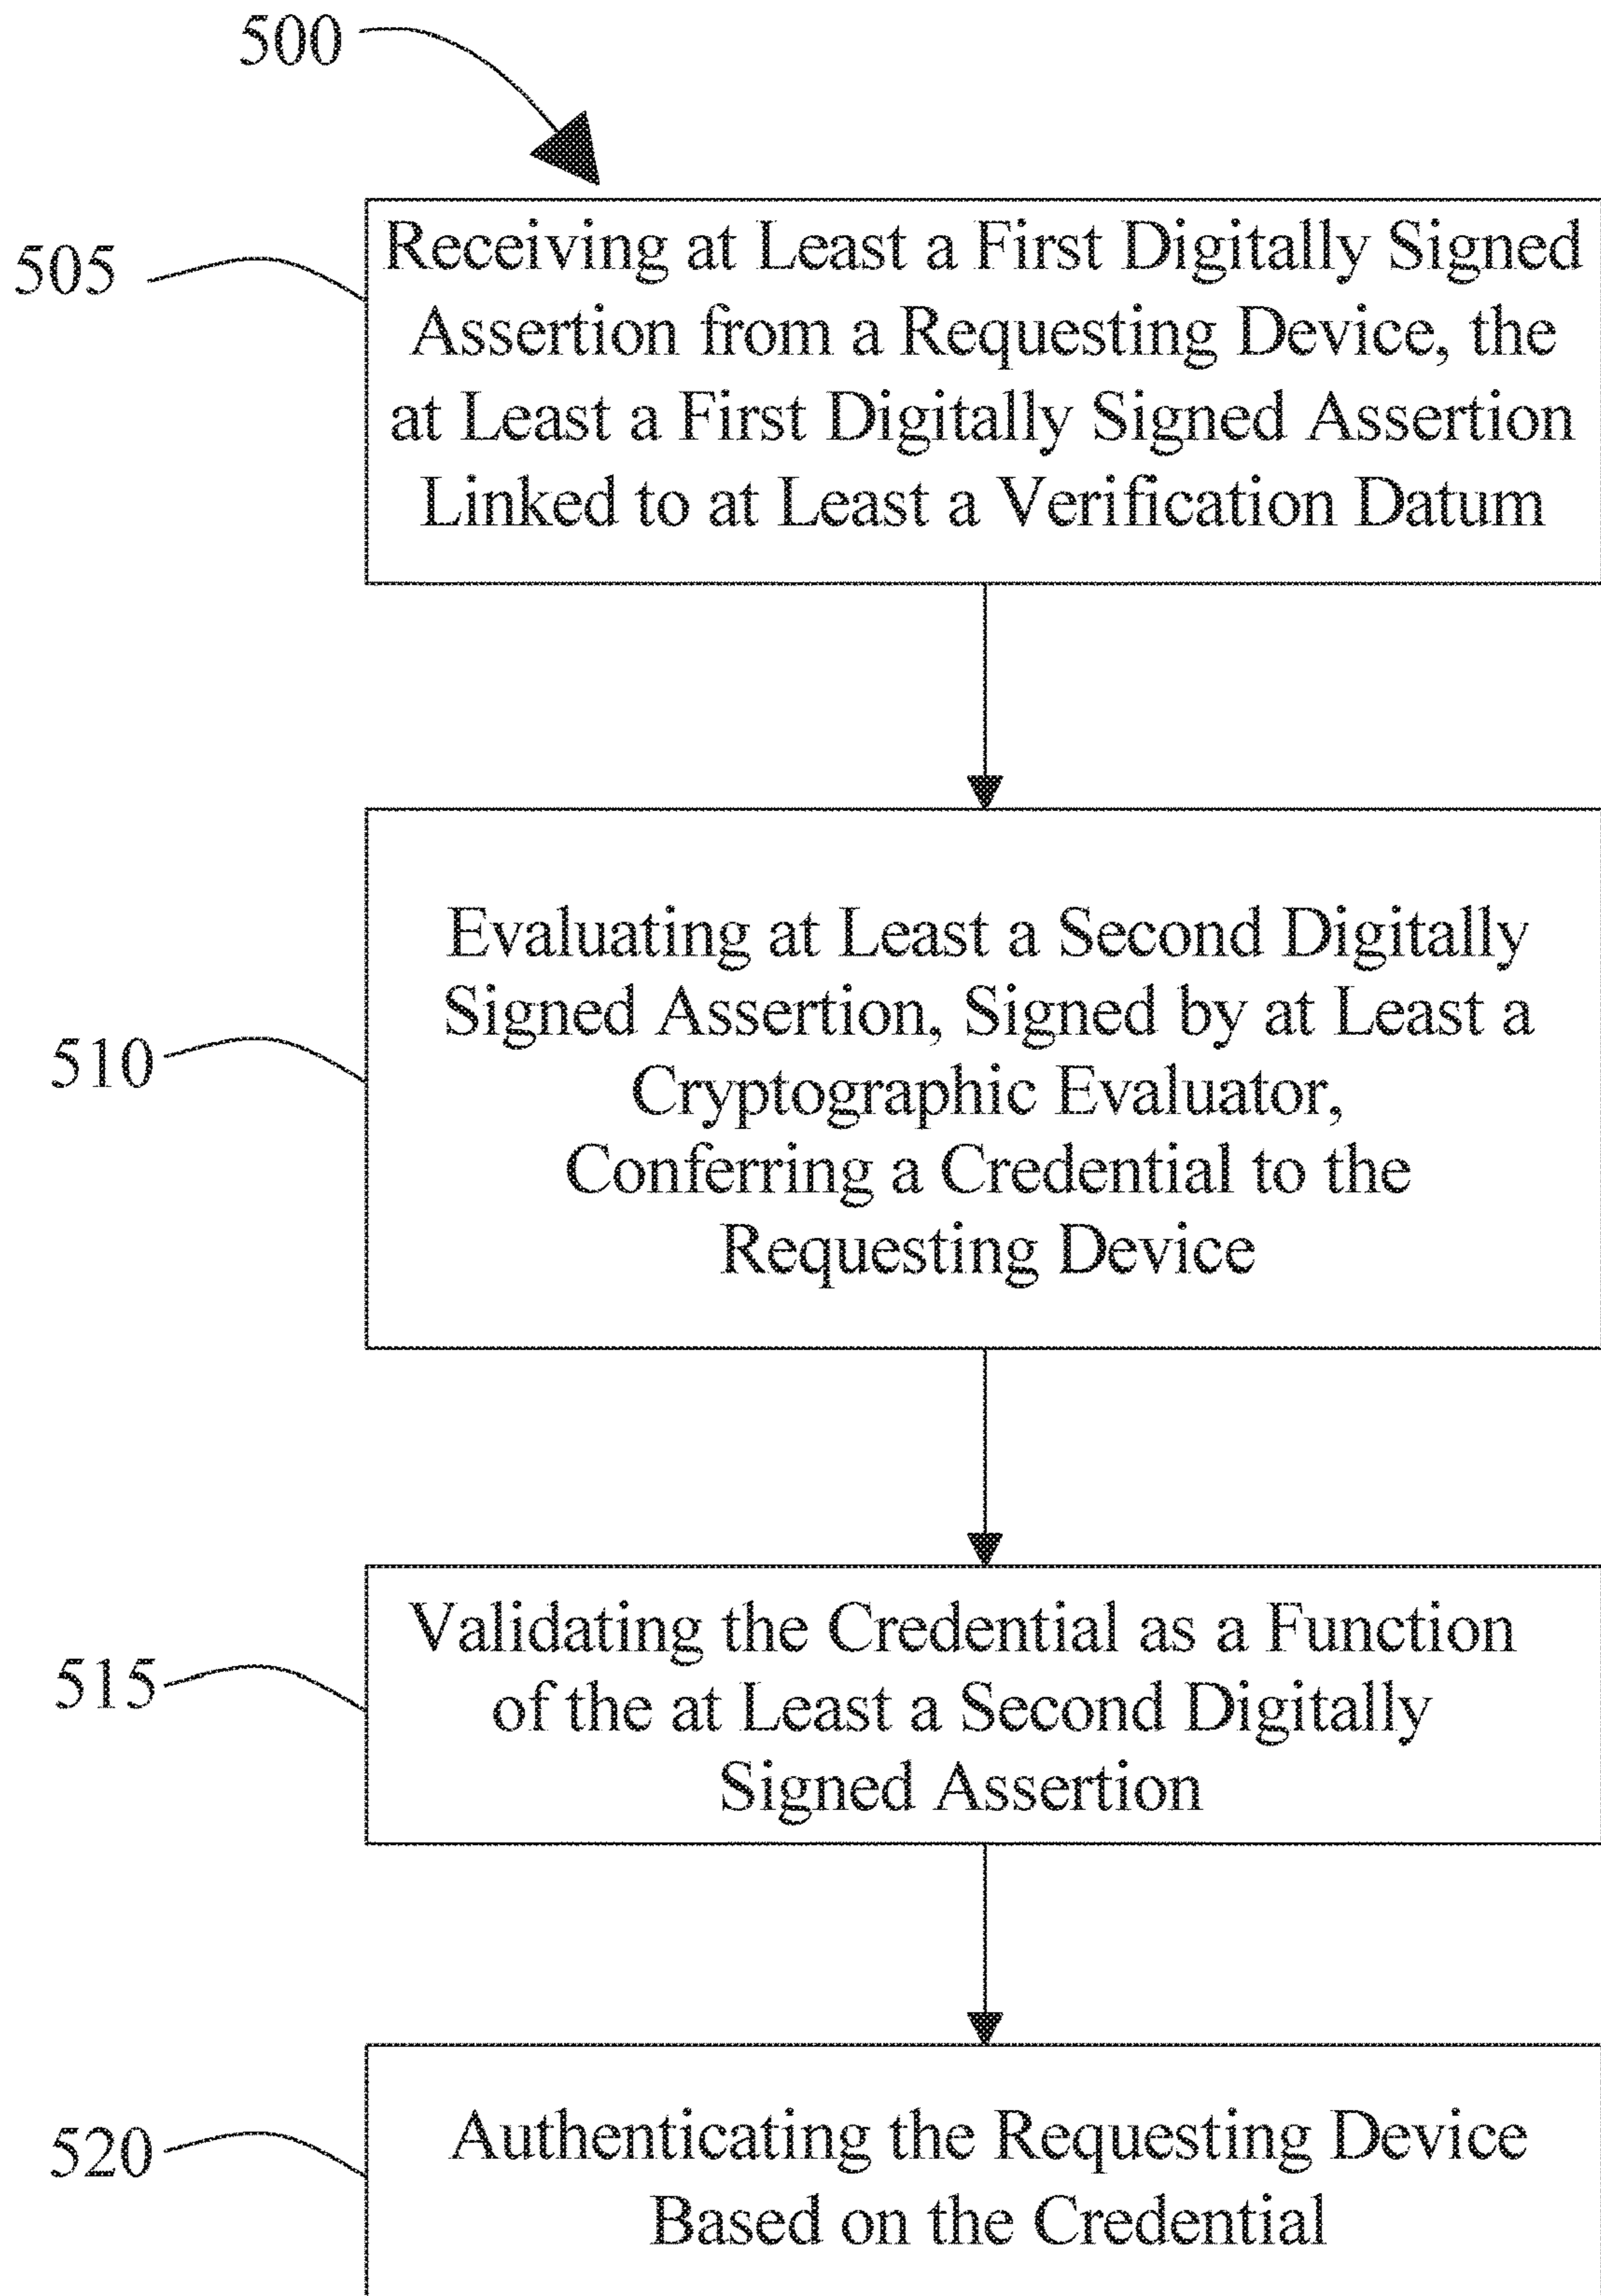 500
505
Receiving at Least a First Digitally Signed
Assertion from a Requesting Device, the
at Least a First Digitally Signed Assertion
Linked to at Least a Verification Datum
510
Evaluating at Least a Second Digitally
Signed Assertion, Signed by at Least a
Cryptographic Evaluator,
Conferring a Credential to the
Requesting Device
515
Validating the Credential as a Function
of the at Least a Second Digitally
Signed Assertion
520
Authenticating the Requesting Device
Based on the Credential